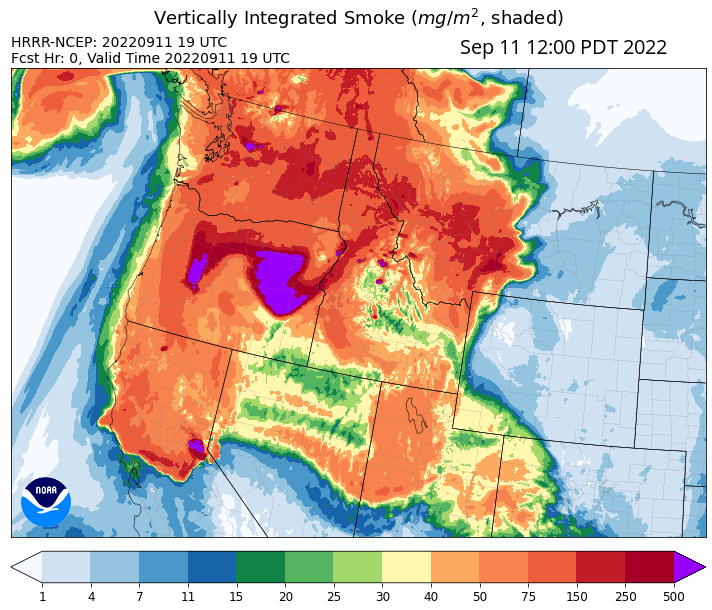 Vertically Integrated Smoke (mg/m², shaded)
HRRR-NCEP: 20220911 19 UTC
Fcst Hr: 0, Valid Time 20220911 19 UTC
Sep 11 12:00 PDT 2022
NOAA
1 4 7 11 15 20 25 30 40 50 75 150 250 500